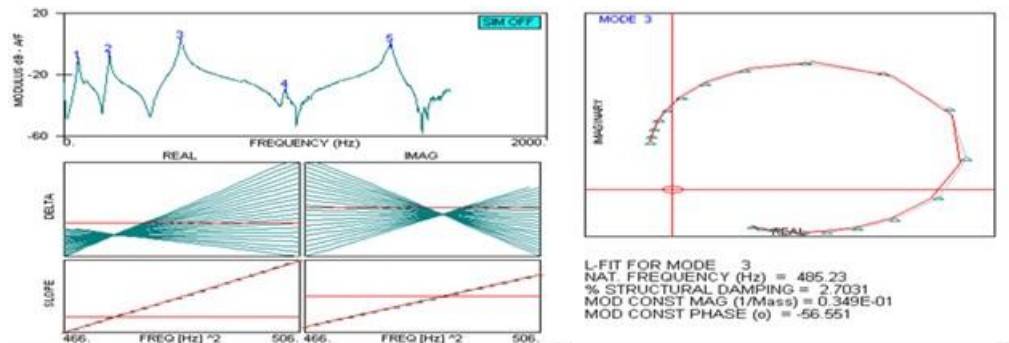 20
-20
-60
MODULUS dB - A/F
1
2
3
4
5
SIM OFF
0.
FREQUENCY (Hz)
2000.
REAL
IMAG
DELTA
SLOPE
466.
FREQ [Hz] ^2
506.
466.
FREQ [Hz] ^2
506.
MODE 3
IMAGINARY
REAL
L-FIT FOR MODE 3
NAT. FREQUENCY (Hz) = 485.23
% STRUCTURAL DAMPING = 2.7031
MOD CONST MAG (1/Mass) = 0.349E-01
MOD CONST PHASE (o) = -56.551